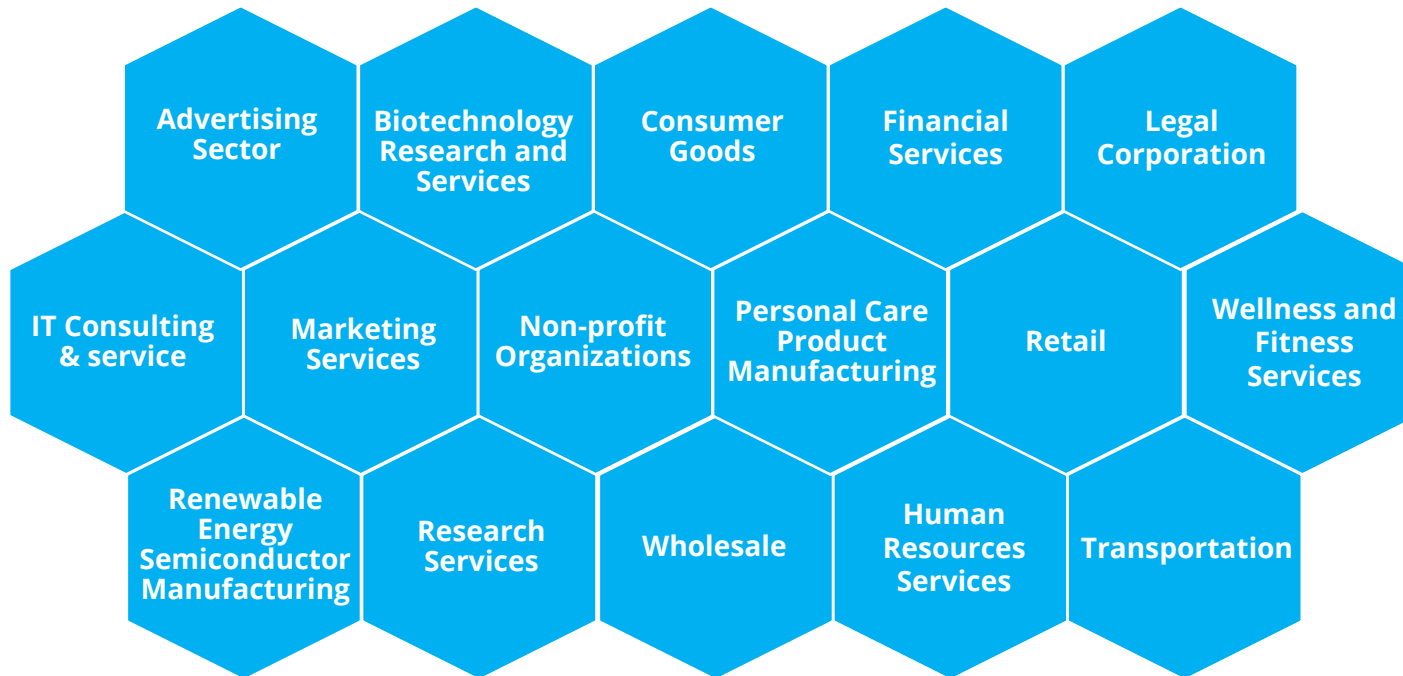 Advertising
Sector
Biotechnology
Research and
Services
Consumer
Goods
Financial
Services
Legal
Corporation
IT Consulting
& service
Marketing
Services
Non-profit
Organizations
Personal Care
Product
Manufacturing
Retail
Wellness and
Fitness
Services
Renewable
Energy
Semiconductor
Manufacturing
Research
Services
Wholesale
Human
Resources
Services
Transportation